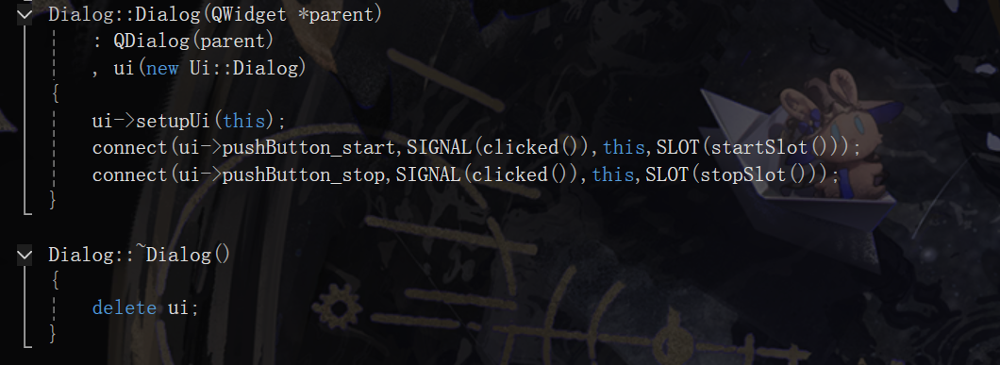 Dialog::Dialog(QWidget *parent)
: QDialog(parent)
, ui(new Ui::Dialog)
{
ui->setupUi(this);
connect(ui->pushButton_start,SIGNAL(clicked()),this,SLOT(startSlot()));
connect(ui->pushButton_stop,SIGNAL(clicked()),this,SLOT(stopSlot()));
}
Dialog::~Dialog()
{
delete ui;
}